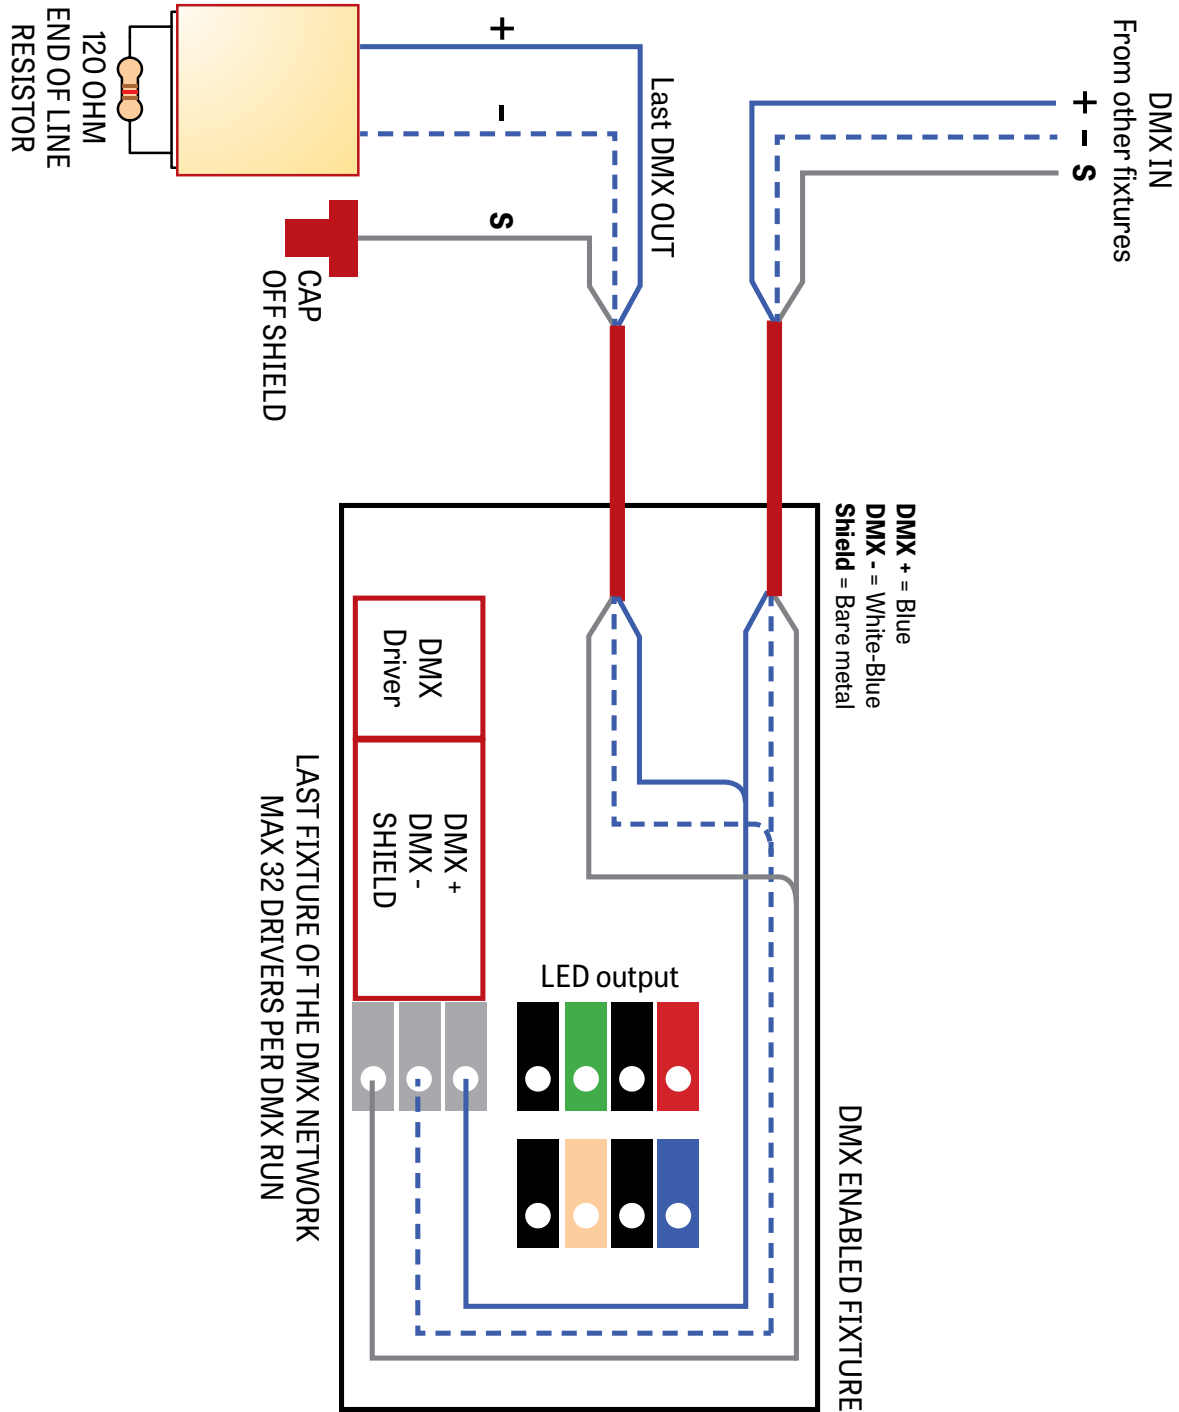 DMX IN
From other fixtures
+
-
S
Last DMX OUT
+
-
S
120 OHM
END OF LINE
RESISTOR
CAP
OFF SHIELD
DMX + = Blue
DMX - = White-Blue
Shield = Bare metal
DMX ENABLED FIXTURE
DMX
Driver
DMX +
DMX -
SHIELD
LED output
LAST FIXTURE OF THE DMX NETWORK
MAX 32 DRIVERS PER DMX RUN